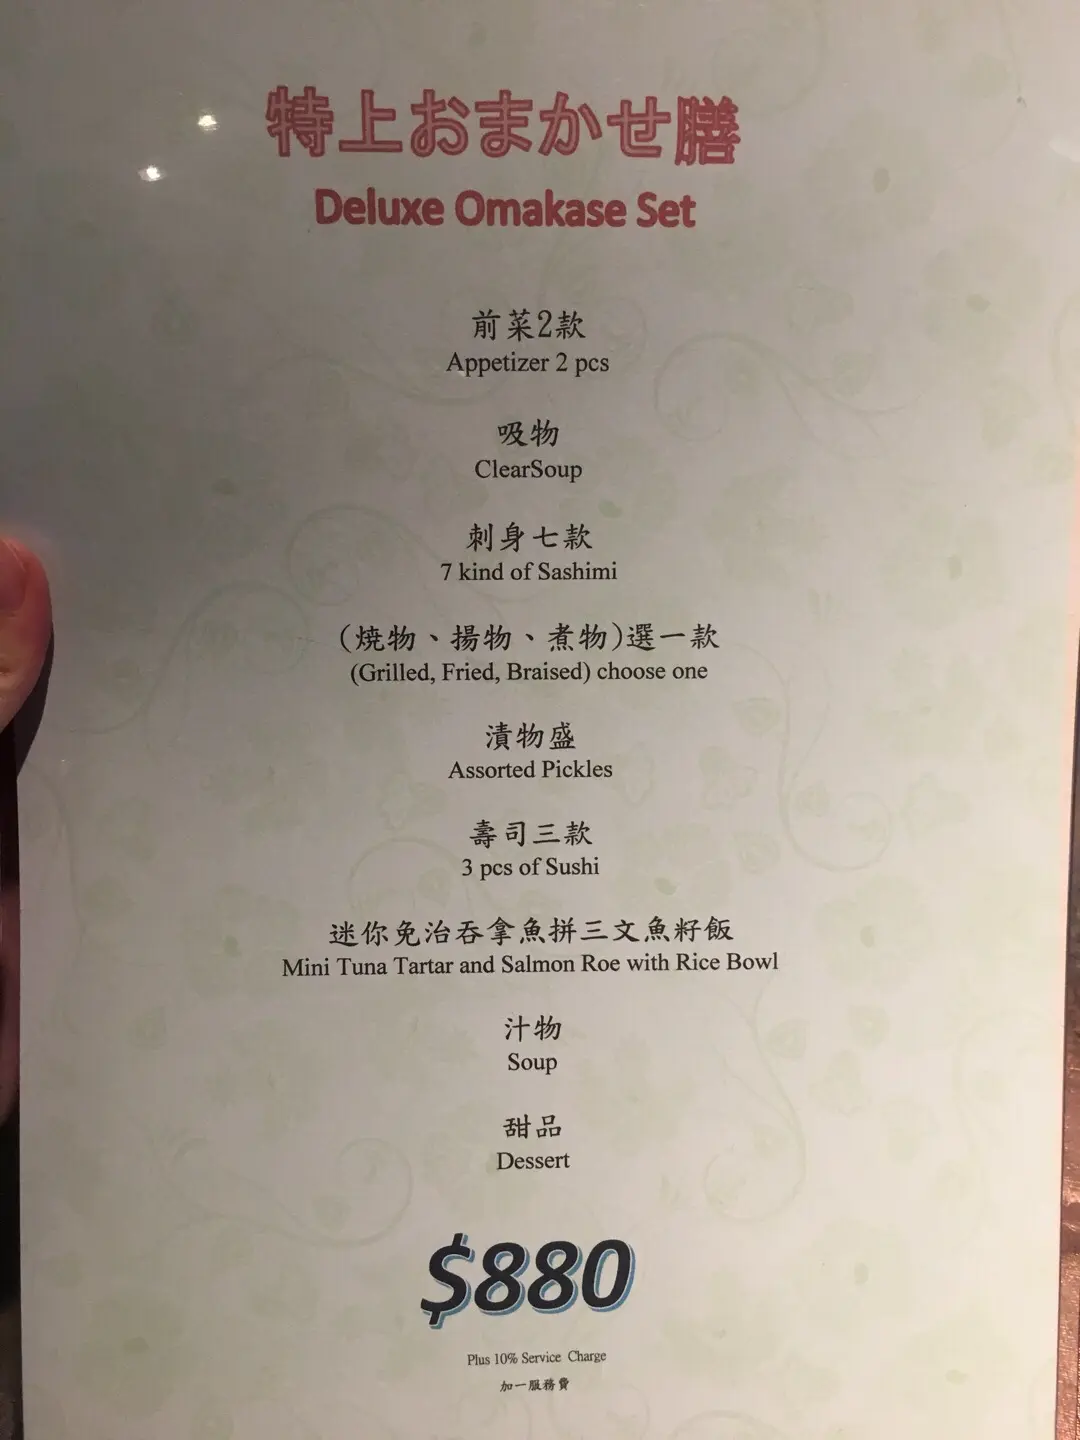 特上おまかせ膳
Deluxe Omakase Set
前菜2款
Appetizer 2 pcs
吸物
ClearSoup
刺身七款
7 kind of Sashimi
(燒物、揚物、煮物)選一款
(Grilled, Fried, Braised) choose one
漬物盛
Assorted Pickles
壽司三款
3 pcs of Sushi
迷你免治吞拿魚拼三文魚籽飯
Mini Tuna Tartar and Salmon Roe with Rice Bowl
汁物
Soup
甜品
Dessert
$880
Plus 10% Service Charge
加一服務費